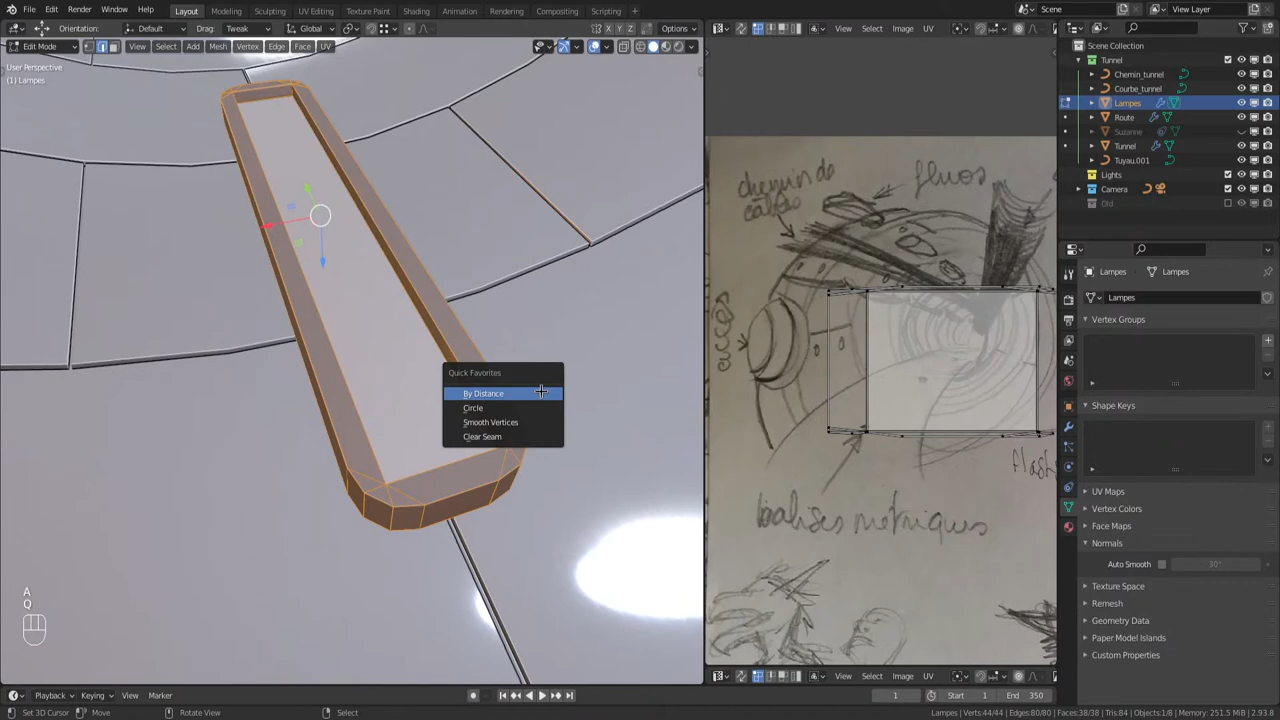 File Edit Render Window Help
Layout Modeling Sculpting UV Editing Texture Paint Shading Animation Rendering Compositing Scripting +
Scene
View Layer
Orientation: Default Drag: Tweak Global Options
X Y Z
View Select Image UV
Edit Mode View Select Add Mesh Vertex Edge Face UV
User Perspective
(1) Lampes
Scene Collection
Tunnel
Chemin_tunnel
Courbe_tunnel
Lampes
Route
Suzanne
Tunnel
Tuyau.001
Lights
Camera
Old
chemin de
fluos
Lampes Lampes
Lampes
Vertex Groups
Quick Favorites
By Distance
Circle
Smooth Vertices
Clear Seam
Shape Keys
balises métriques
UV Maps
Vertex Colors
Face Maps
Normals
Auto Smooth 30°
Texture Space
Remesh
Geometry Data
Paper Model Islands
Custom Properties
A
Q
View Select Image UV
Playback Keying View Marker
1 Start 1 End 350
Set 3D Cursor Move Rotate View Select
Lampes | Verts:44/44 | Edges:80/80 | Faces:38/38 | Tris:84 | Objects:1/8 | Memory: 251.5 MiB | 2.93.8